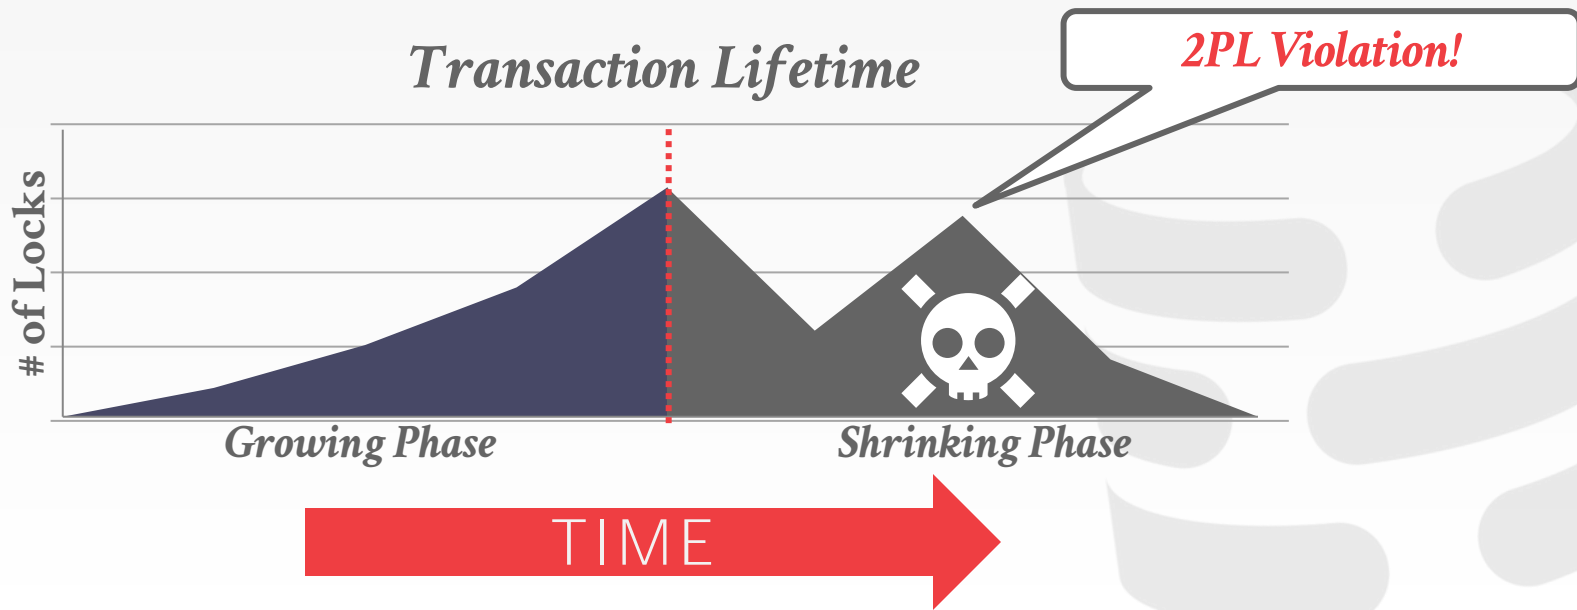 Transaction Lifetime
2PL Violation!
# of Locks
Growing Phase
Shrinking Phase
TIME